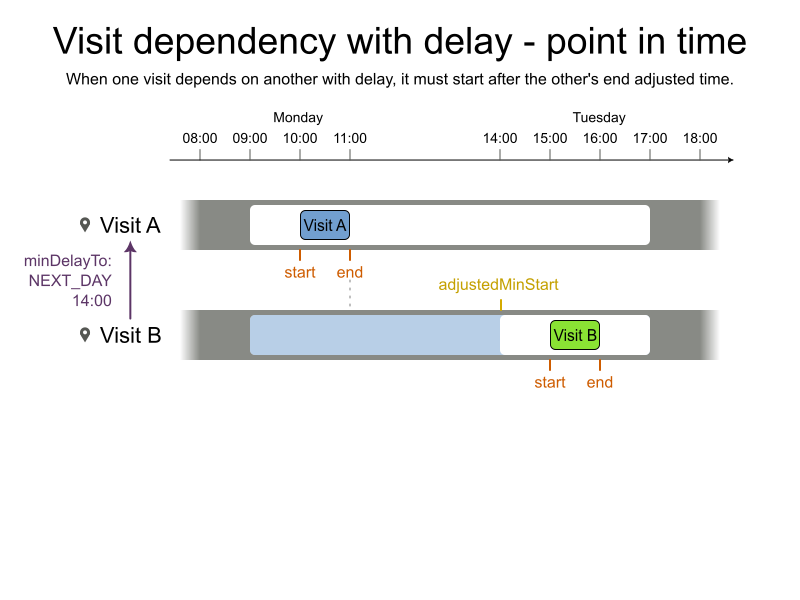 Visit dependency with delay - point in time
When one visit depends on another with delay, it must start after the other's end adjusted time.
Monday Tuesday
08:00 09:00 10:00 11:00 14:00 15:00 16:00 17:00 18:00
Visit A Visit A
start end
minDelayTo:
NEXT_DAY
14:00
adjustedMinStart
Visit B Visit B
start end